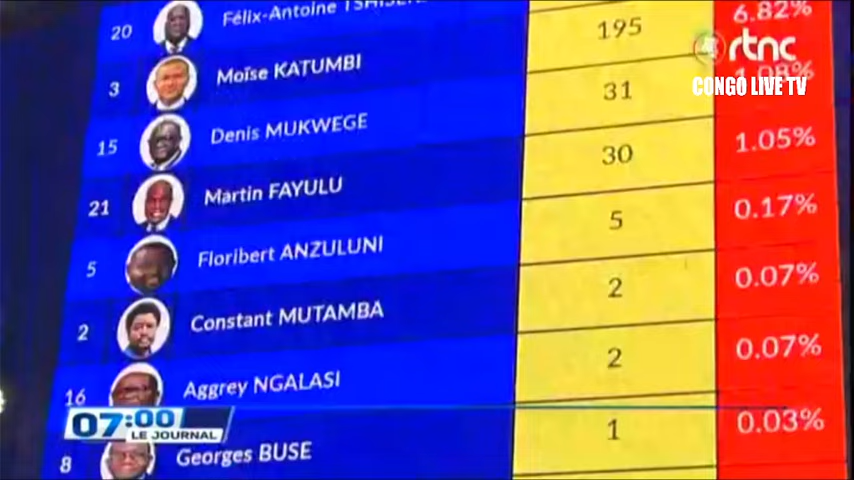 20 Félix-Antoine
3 Moïse KATUMBI 195 6.82%
15 Denis MUKWEGE 31 1.08%
21 Martin FAYULU 30 1.05%
5 Floribert ANZULUNI 5 0.17%
2 Constant MUTAMBA 2 0.07%
16 Aggrey NGALASI 2 0.07%
8 Georges BUSE 1 0.03%
rtnc
CONGO LIVE TV
07:00
LE JOURNAL